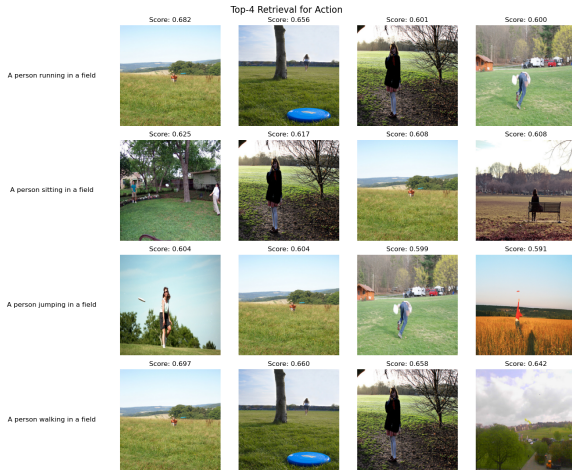 Top-4 Retrieval for Action
Score: 0.682 Score: 0.656 Score: 0.601 Score: 0.600
A person running in a field
Score: 0.625 Score: 0.617 Score: 0.608 Score: 0.608
A person sitting in a field
Score: 0.604 Score: 0.604 Score: 0.599 Score: 0.591
A person jumping in a field
Score: 0.697 Score: 0.660 Score: 0.658 Score: 0.642
A person walking in a field